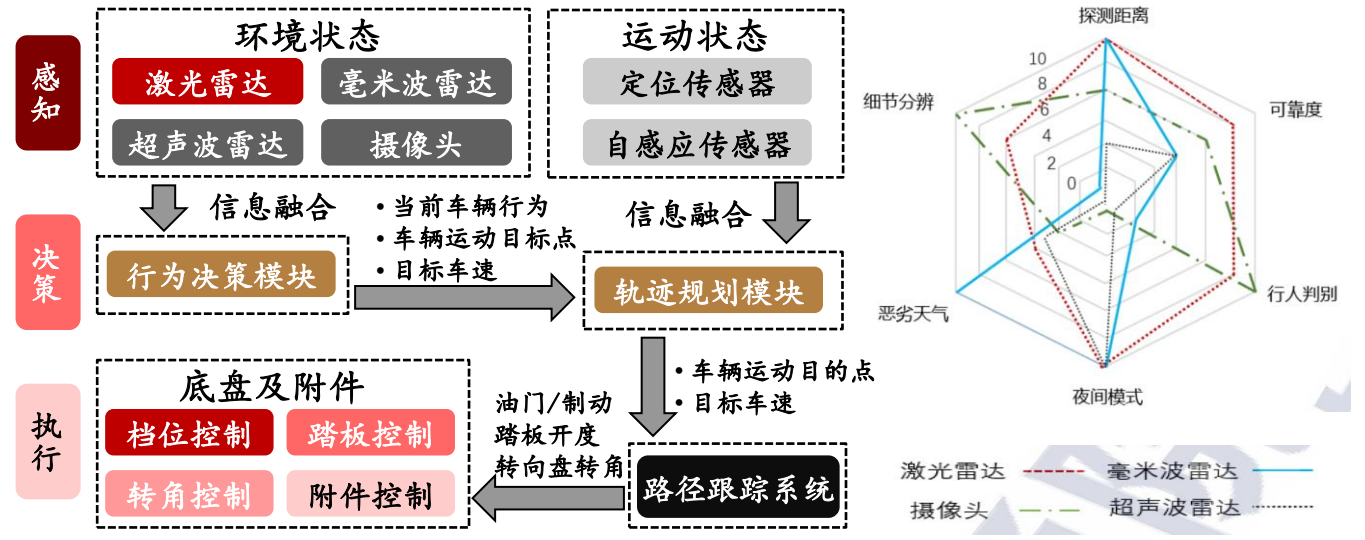 感知
环境状态
激光雷达
毫米波雷达
超声波雷达
摄像头
运动状态
定位传感器
自感应传感器
信息融合
• 当前车辆行为
• 车辆运动目标点
• 目标车速
信息融合
决策
行为决策模块
轨迹规划模块
• 车辆运动目的点
• 目标车速
执行
底盘及附件
档位控制
踏板控制
转角控制
附件控制
油门/制动
踏板开度
转向盘转角
路径跟踪系统
探测距离
10
8
6
4
2
0
细节分辨
可靠度
恶劣天气
行人判别
夜间模式
激光雷达
毫米波雷达
摄像头
超声波雷达